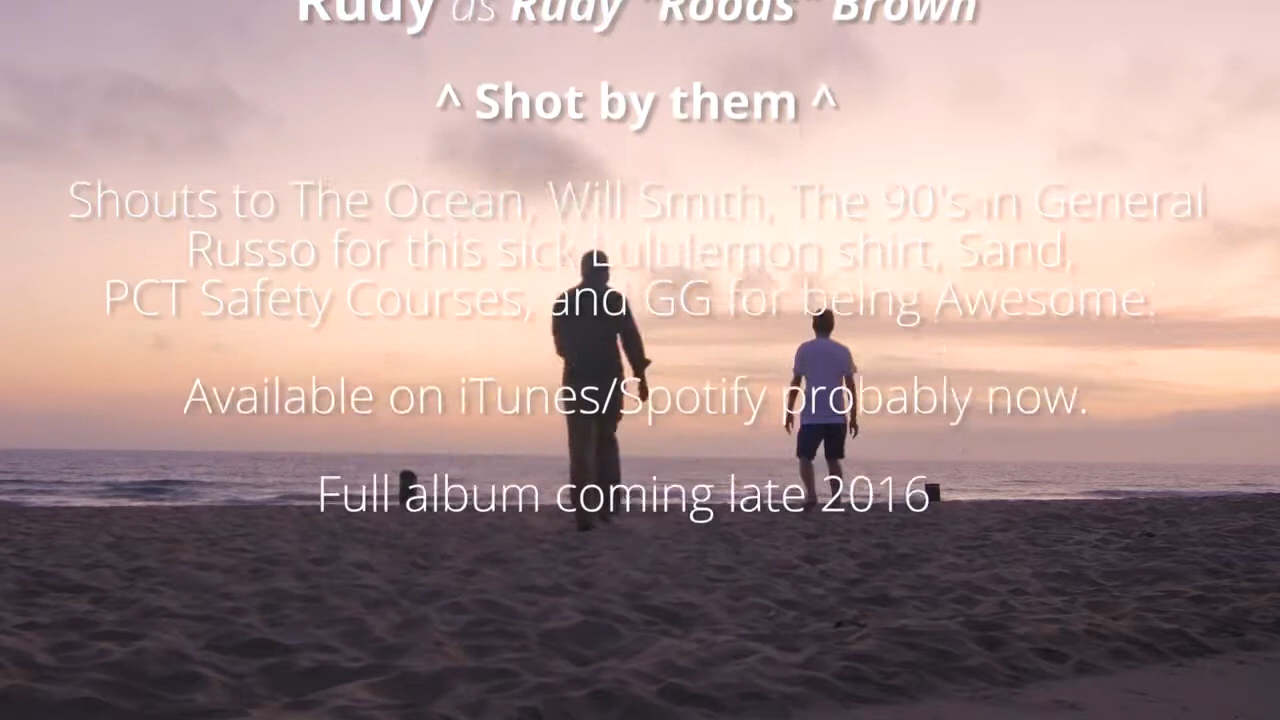 Rudy as Rudy "Roods" Brown
^ Shot by them ^
Shouts to The Ocean, Will Smith, The 90's in General
Russo for this sick Lululemon shirt, Sand,
PCT Safety Courses, and GG for being Awesome.
Available on iTunes/Spotify probably now.
Full album coming late 2016